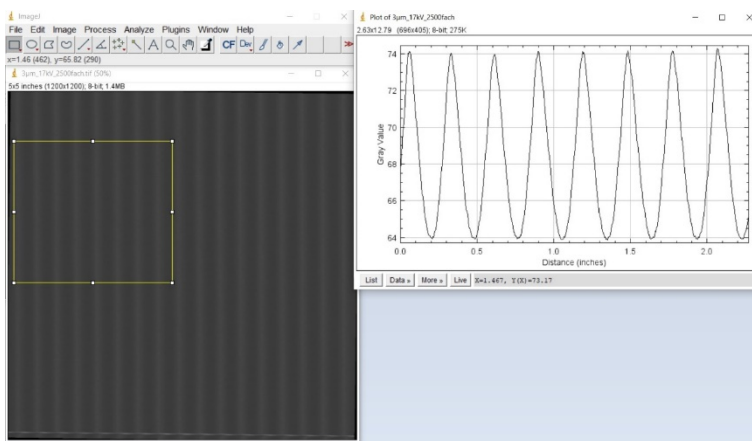 ImageJ
File Edit Image Process Analyze Plugins Window Help
A CF Dev
x=1.46 (462), y=65.82 (290)
3µm_17kV_2500fach.tif (50%)
5x5 inches (1200x1200); 8-bit; 1.4MB
Plot of 3µm_17kV_2500fach
2.63x12.79 (696x405); 8-bit; 275K
74
72
70
68
66
64
Gray Value
0.0 0.5 1.0 1.5 2.0
Distance (inches)
List Data » More » Live X=1.467, Y(X)=73.17